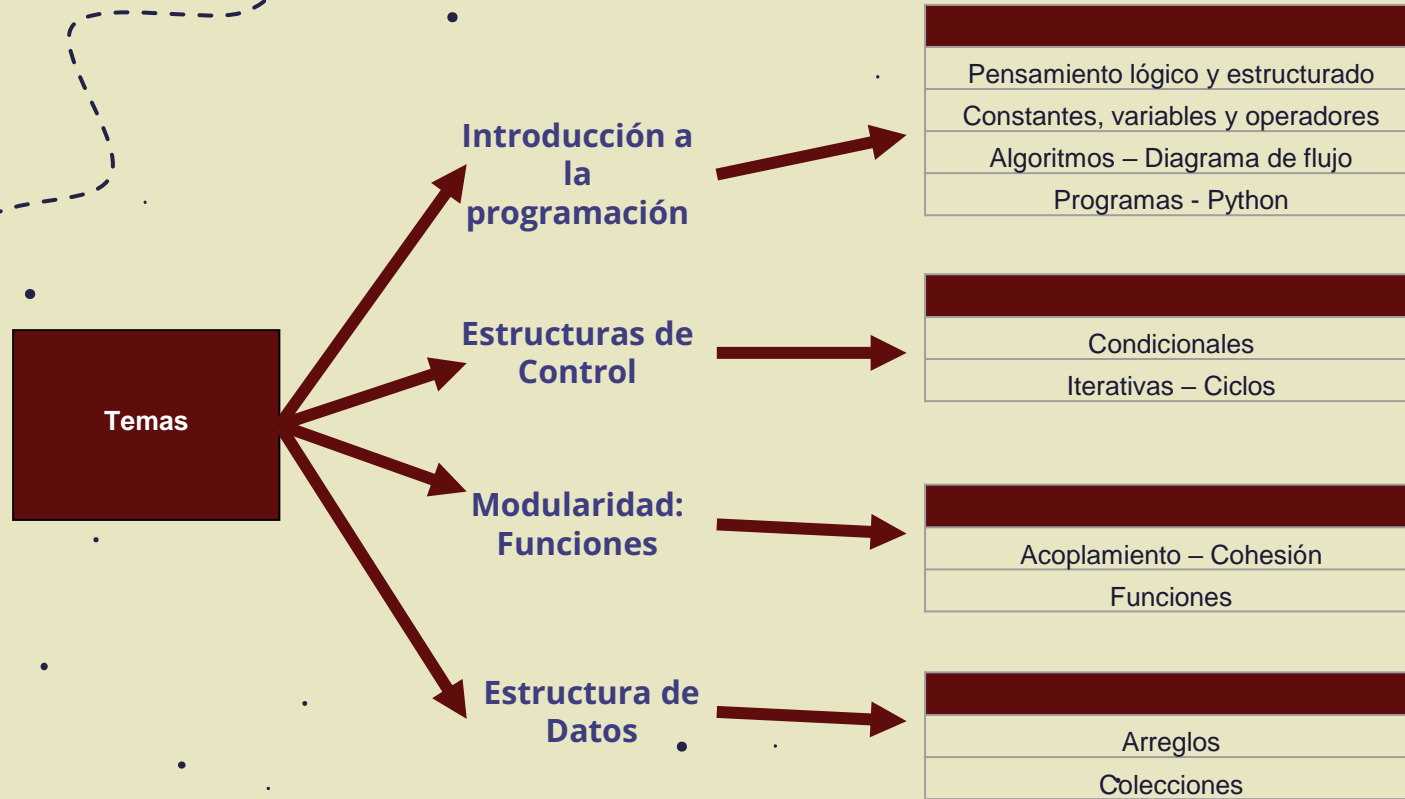 Temas
Introducción a
la
programación
Pensamiento lógico y estructurado
Constantes, variables y operadores
Algoritmos – Diagrama de flujo
Programas - Python
Estructuras de
Control
Condicionales
Iterativas – Ciclos
Modularidad:
Funciones
Acoplamiento – Cohesión
Funciones
Estructura de
Datos
Arreglos
Colecciones